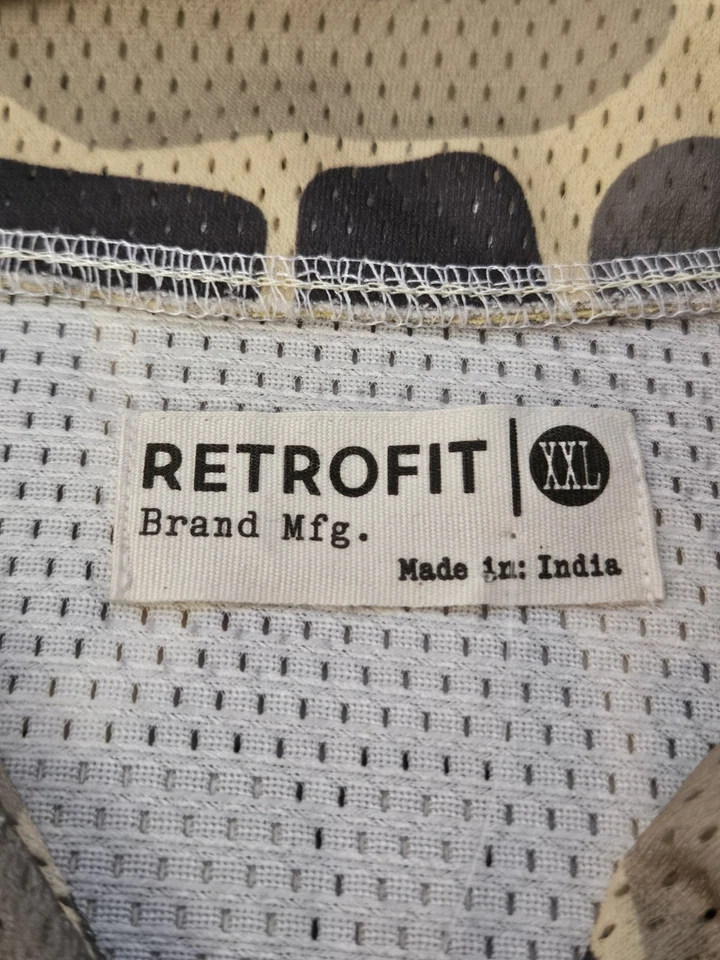 RETROFIT | XXL
Brand Mfg.
Made in: India